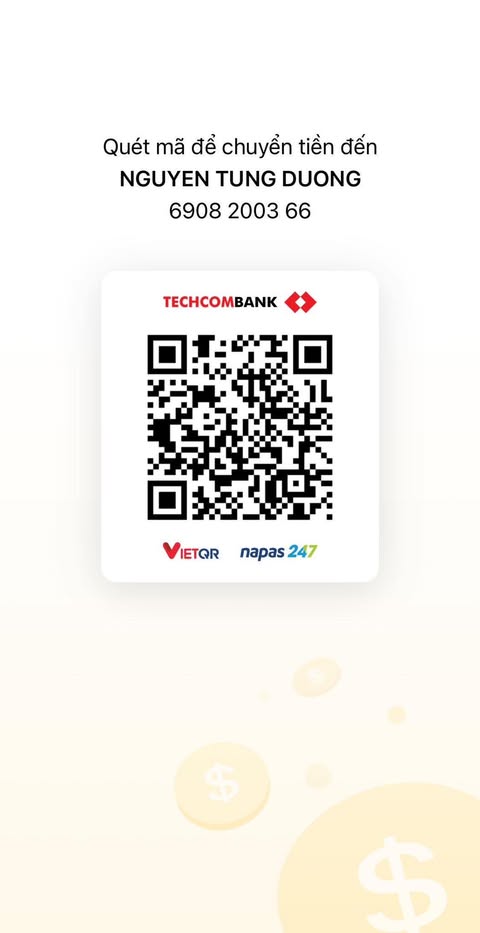 Quét mã để chuyển tiền đến
NGUYEN TUNG DUONG
6908 2003 66
TECHCOMBANK
VIETQR napas 247
$
$
$